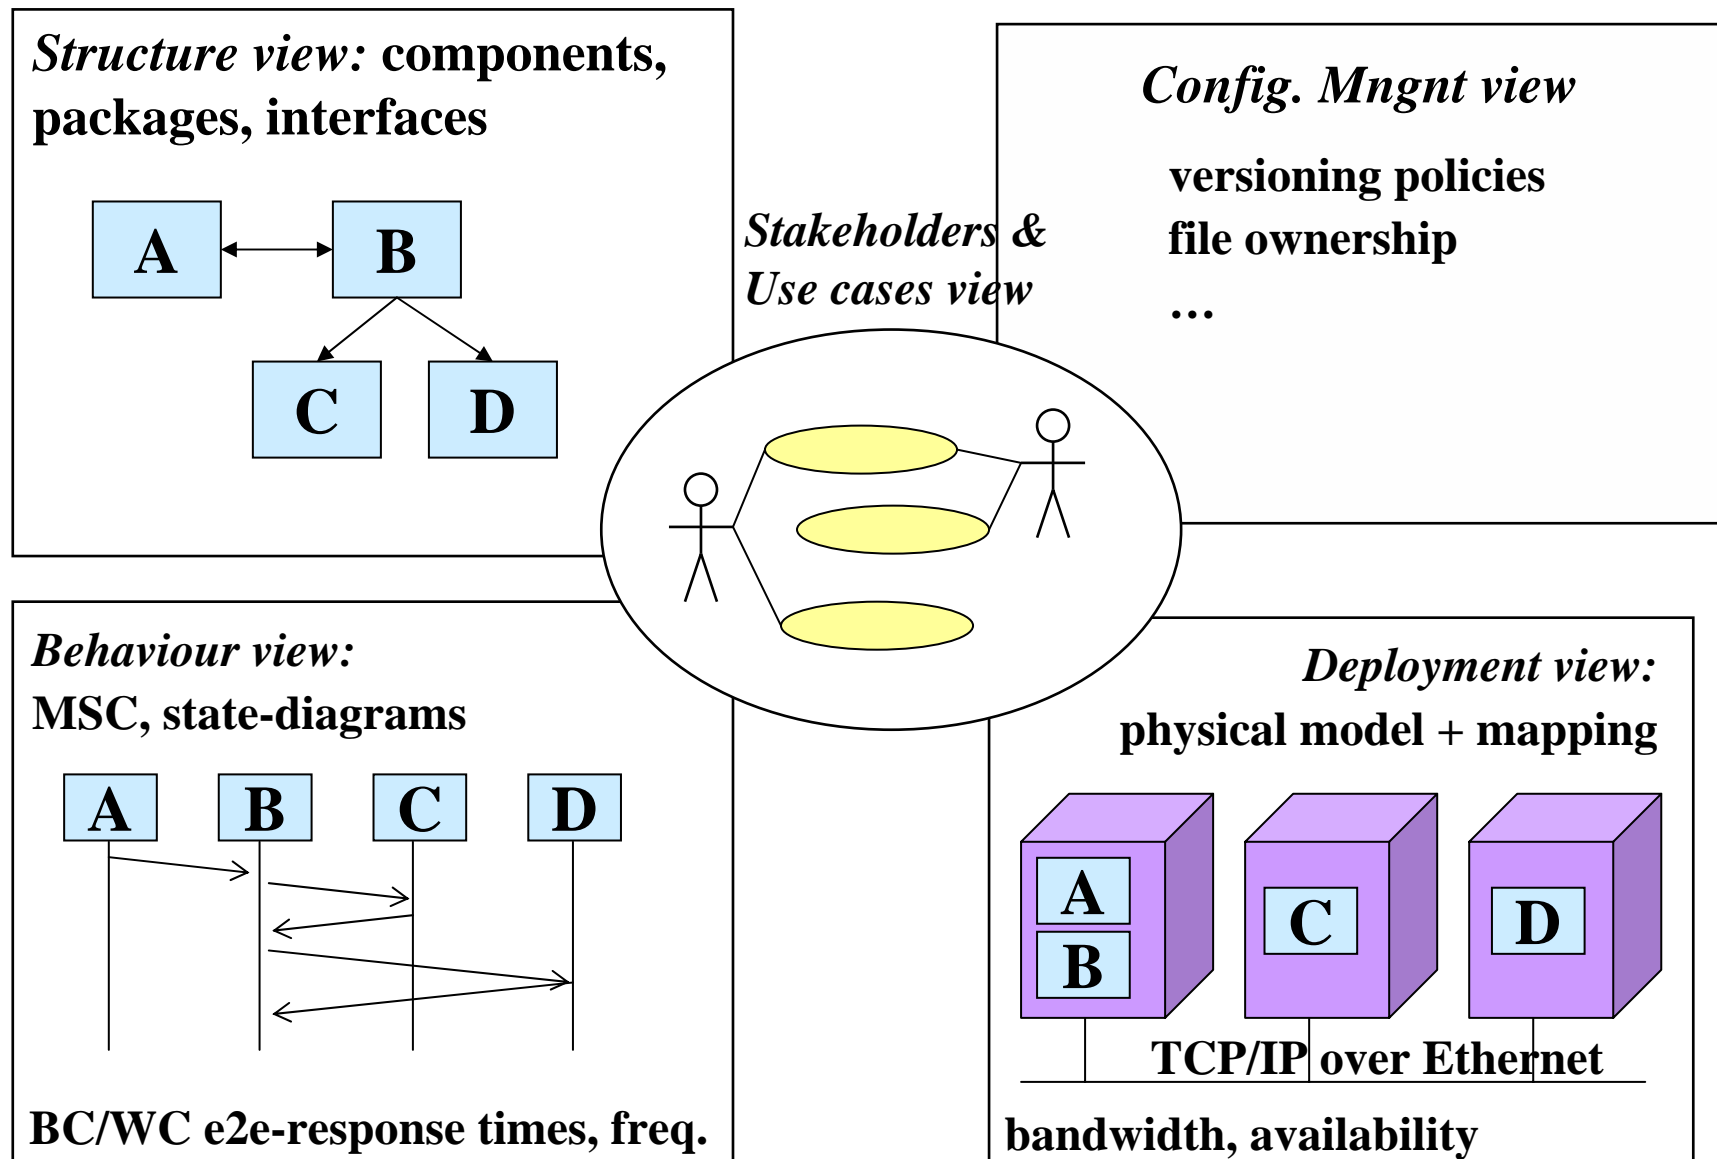 Structure view: components,
packages, interfaces
A
B
C
D
Config. Mngnt view
versioning policies
file ownership
…
Stakeholders &
Use cases view
Behaviour view:
MSC, state-diagrams
A
B
C
D
BC/WC e2e-response times, freq.
Deployment view:
physical model + mapping
A
B
C
D
TCP/IP over Ethernet
bandwidth, availability